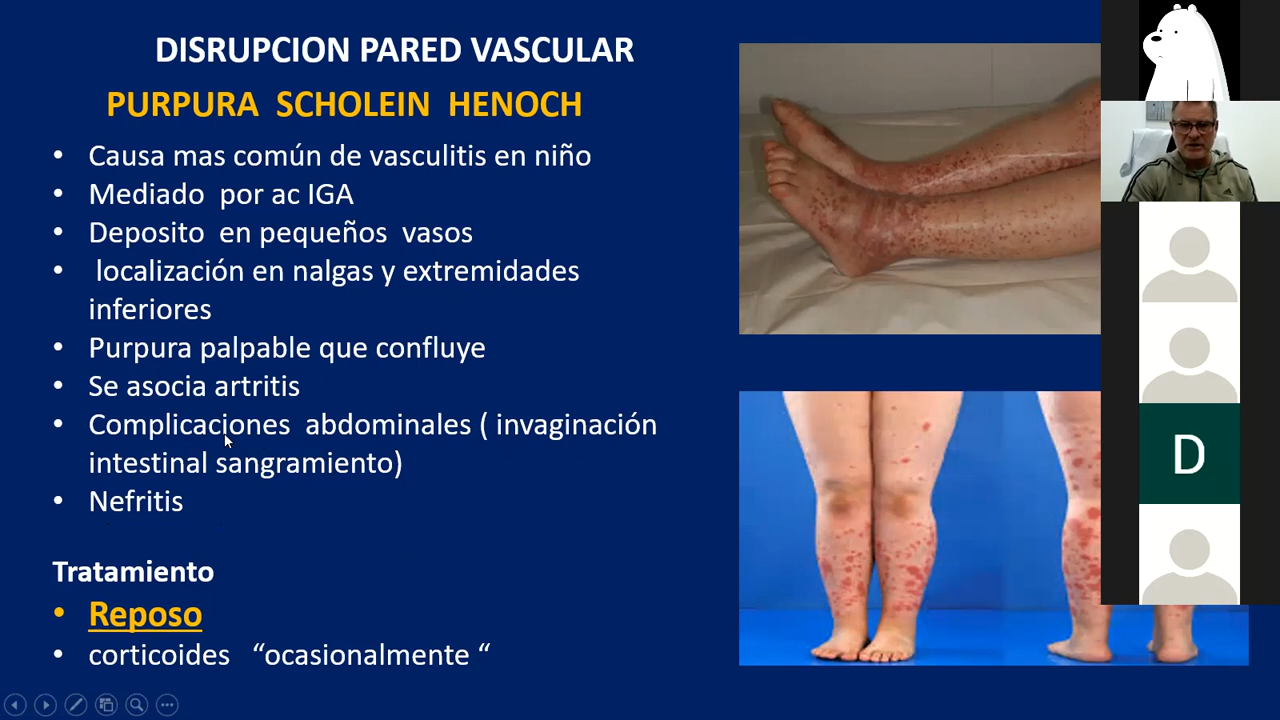 DISRUPCION PARED VASCULAR
PURPURA SCHOLEIN HENOCH
• Causa mas común de vasculitis en niño
• Mediado por ac IGA
• Deposito en pequeños vasos
• localización en nalgas y extremidades
inferiores
• Purpura palpable que confluye
• Se asocia artritis
• Complicaciones abdominales ( invaginación
intestinal sangramiento)
• Nefritis
Tratamiento
• Reposo
• corticoides “ocasionalmente “
D